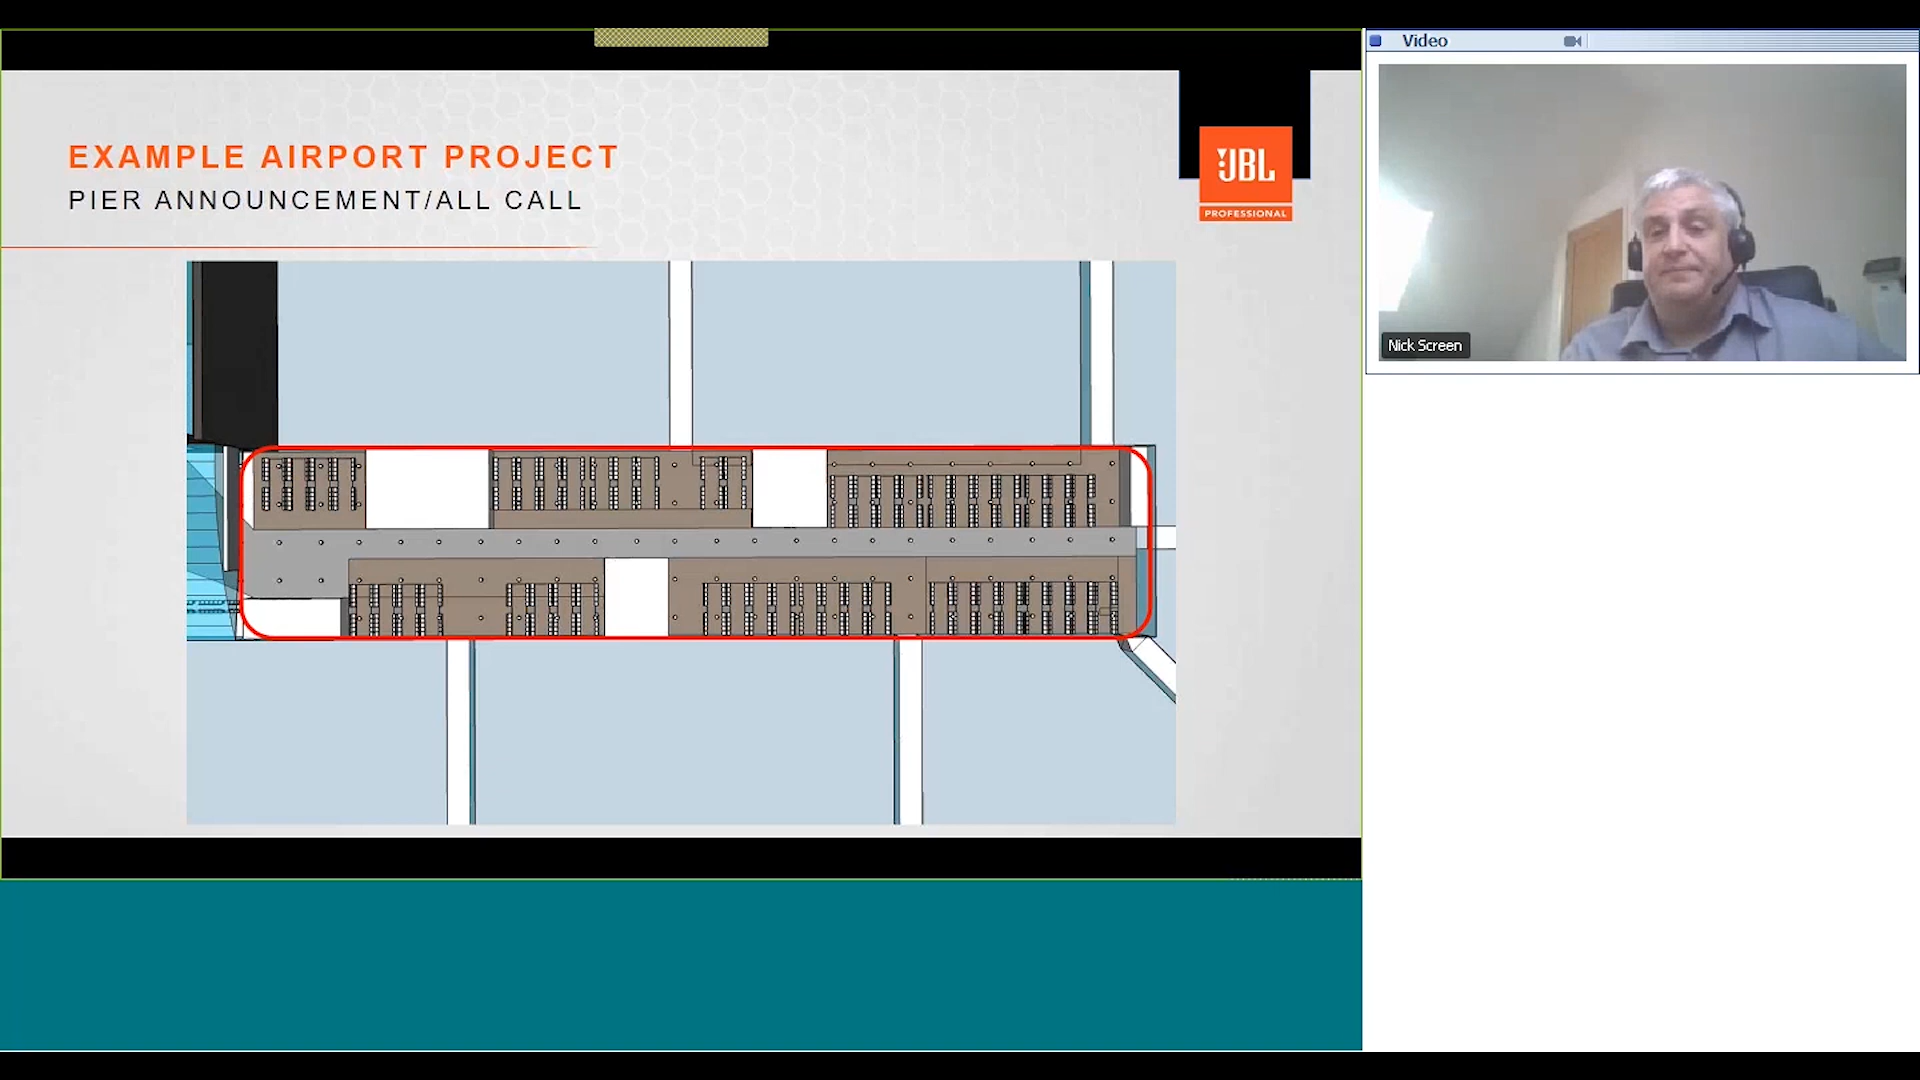 EXAMPLE AIRPORT PROJECT
PIER ANNOUNCEMENT/ALL CALL
JBL
PROFESSIONAL
Video
Nick Screen